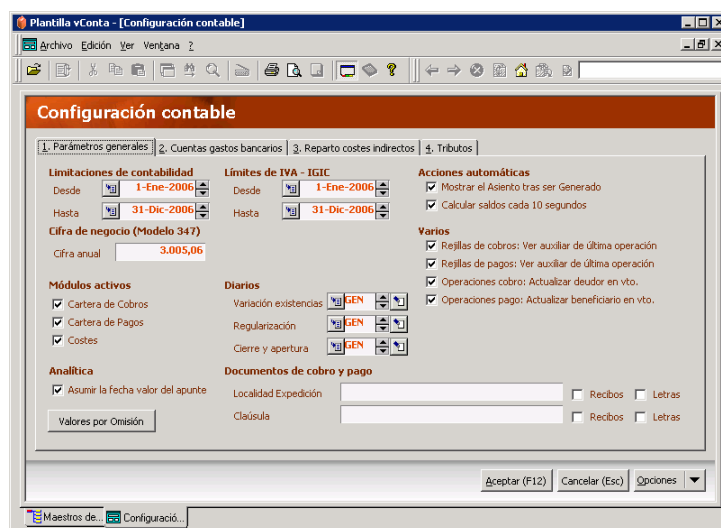 Plantilla vConta - [Configuración contable]
Archivo Edición Ver Ventana ?
Configuración contable
1. Parámetros generales 2. Cuentas gastos bancarios 3. Reparto costes indirectos 4. Tributos
Limitaciones de contabilidad Límites de IVA - IGIC Acciones automáticas
Desde 1-Ene-2006 Desde 1-Ene-2006 Mostrar el Asiento tras ser Generado
Hasta 31-Dic-2006 Hasta 31-Dic-2006 Calcular saldos cada 10 segundos
Cifra de negocio (Modelo 347) Varios
Cifra anual 3.005,06 Rejillas de cobros: Ver auxiliar de última operación
Rejillas de pagos: Ver auxiliar de última operación
Módulos activos Diarios Operaciones cobro: Actualizar deudor en vto.
Cartera de Cobros Variación existencias GEN Operaciones pago: Actualizar beneficiario en vto.
Cartera de Pagos Regularización GEN
Costes Cierre y apertura GEN
Analítica Documentos de cobro y pago
Asumir la fecha valor del apunte Localidad Expedición Recibos Letras
Valores por Omisión Claúsula Recibos Letras
Aceptar (F12) Cancelar (Esc) Opciones
Maestros de... Configuració...